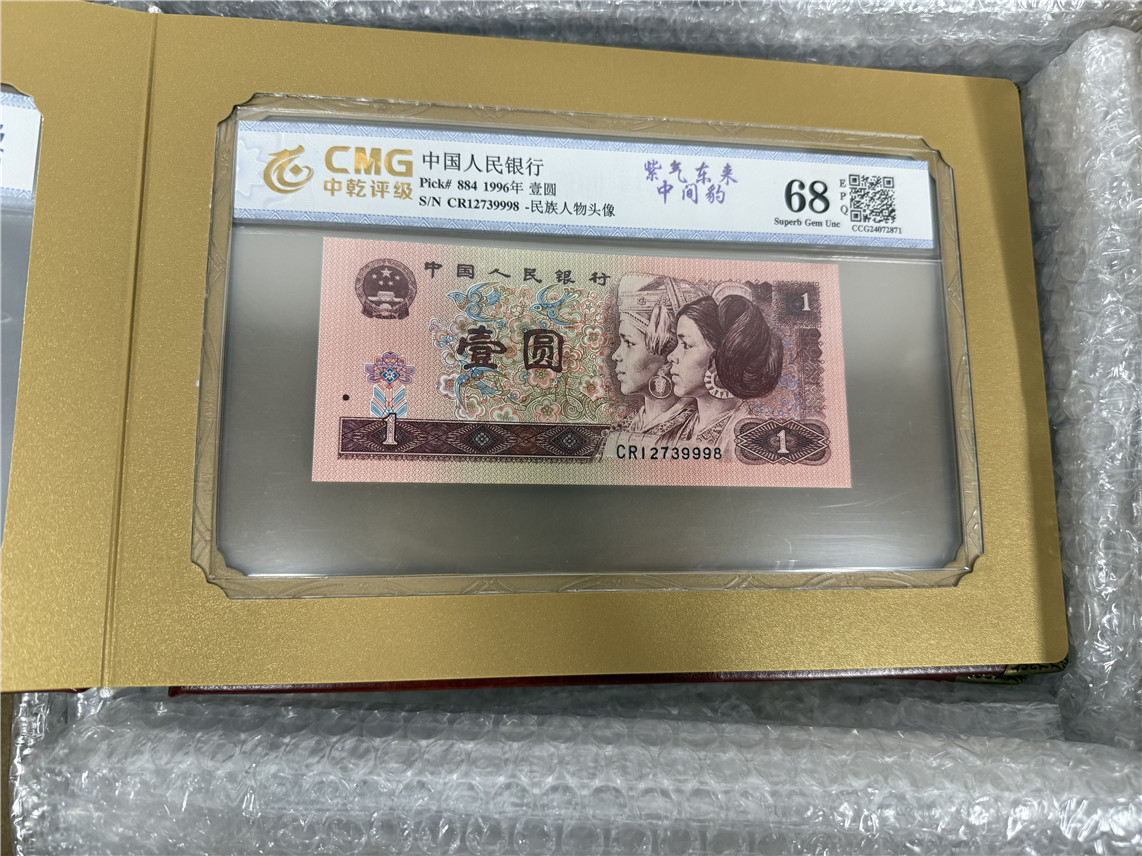 CMG
中乾评级
中国人民银行
Pick# 884 1996年 壹圆
S/N CR12739998 -民族人物头像
紫气东来
中间豹
68
EPQ
Superb Gem Unc
CCG24072871
中国人民银行
1
壹圆
1
CR12739998
1